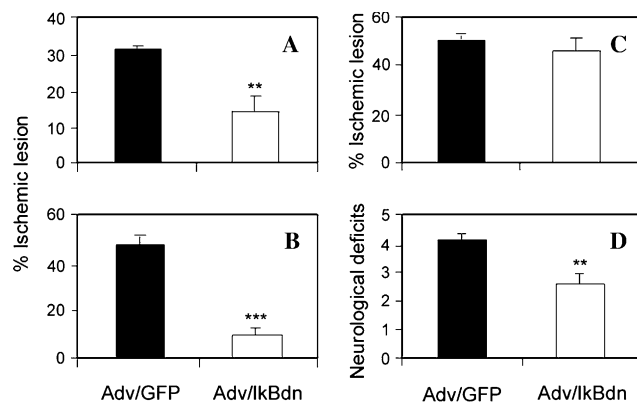 % Ischemic lesion
40
30
20
10
0
A
**
60
40
20
0
B
***
Adv/GFP Adv/IkBdn
% Ischemic lesion
60
40
20
0
C
Neurological deficits
5
4
3
2
1
0
D
**
Adv/GFP Adv/IkBdn